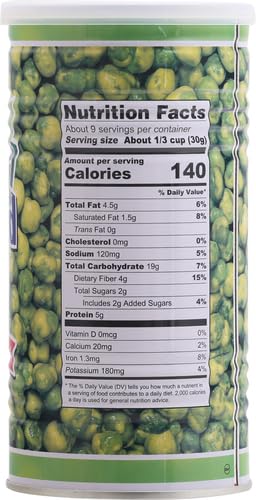 Nutrition Facts
About 9 servings per container
Serving size About 1/3 cup (30g)
Amount per serving
Calories 140
% Daily Value*
Total Fat 4.5g 6%
Saturated Fat 1.5g 8%
Trans Fat 0g
Cholesterol 0mg 0%
Sodium 120mg 5%
Total Carbohydrate 19g 7%
Dietary Fiber 4g 15%
Total Sugars 2g
Includes 2g Added Sugars 4%
Protein 5g
Vitamin D 0mcg 0%
Calcium 20mg 2%
Iron 1.3mg 8%
Potassium 180mg 4%
* The % Daily Value (DV) tells you how much a nutrient in
a serving of food contributes to a daily diet. 2,000 calories
a day is used for general nutrition advice.